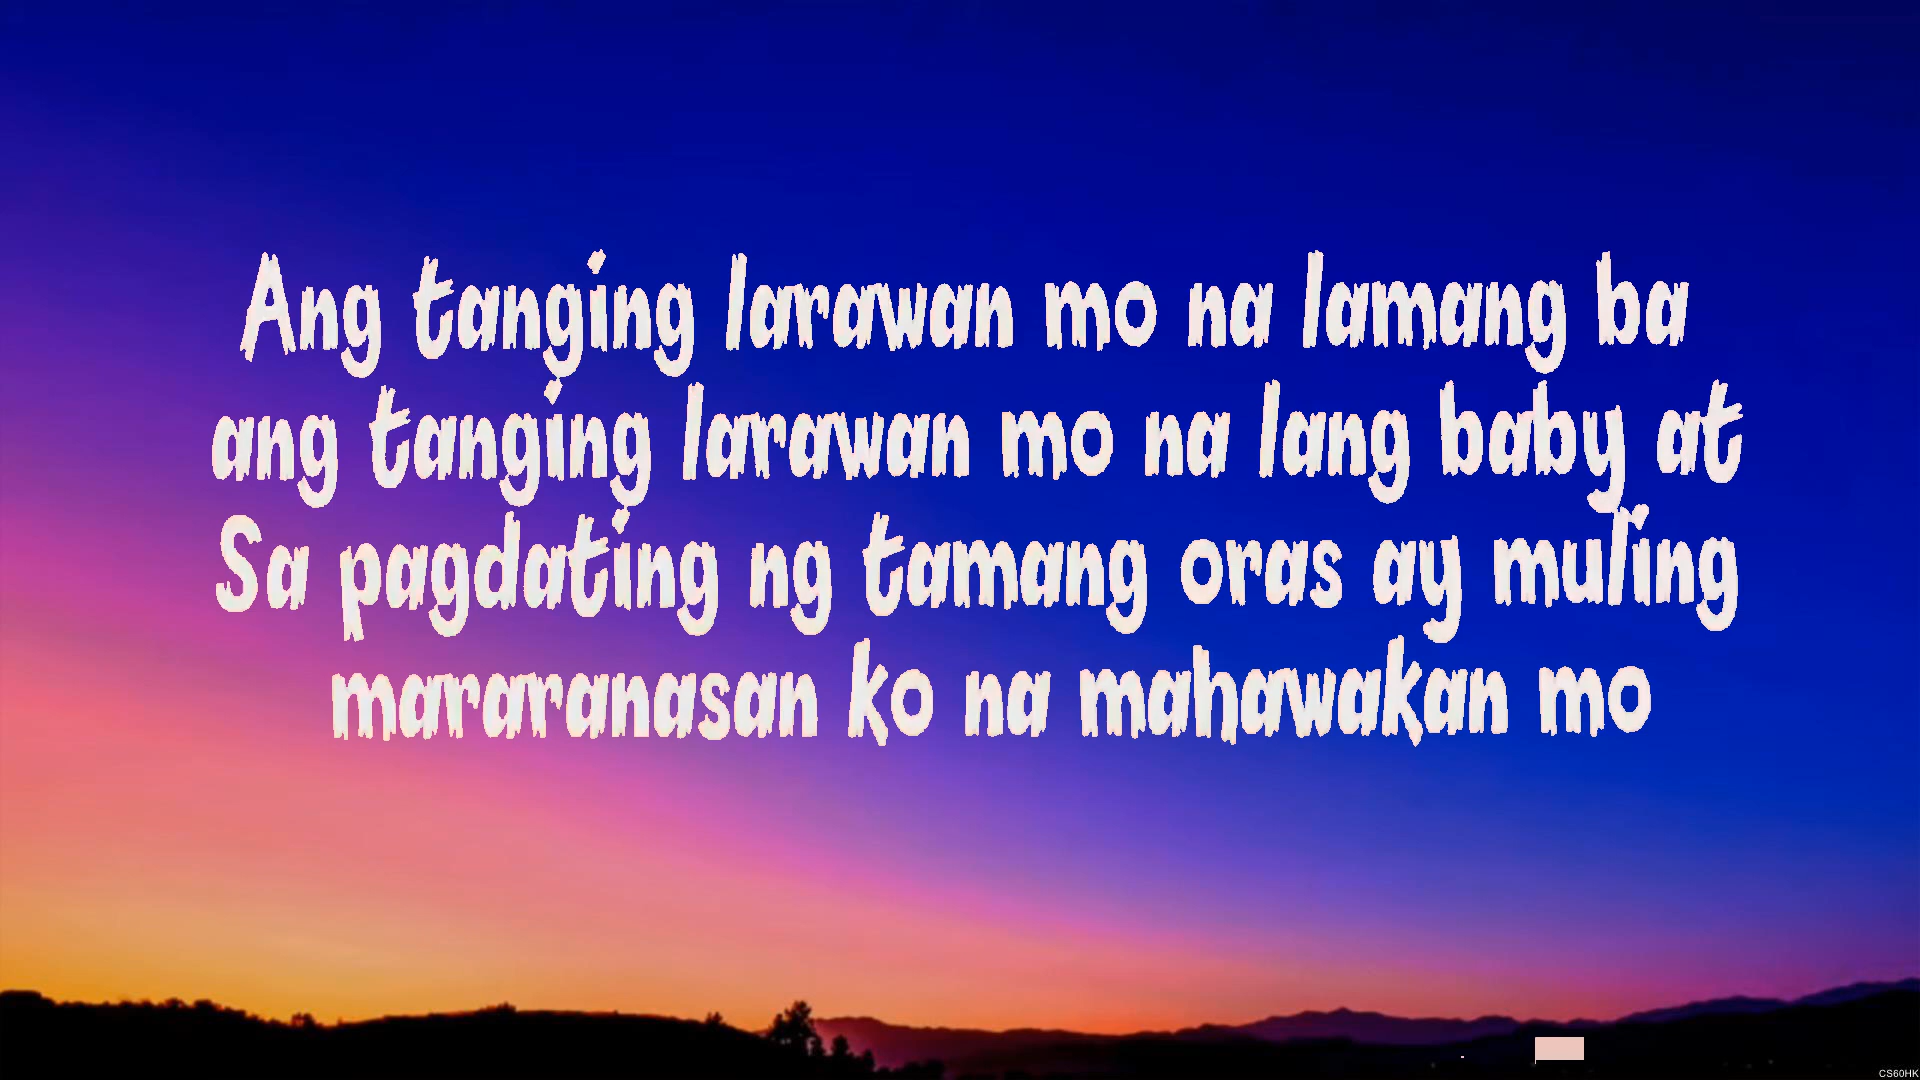 Ang tanging larawan mo na lamang ba
ang tanging larawan mo na lang baby at
Sa pagdating ng tamang oras ay muling
mararanasan ko na mahawakan mo
CS60HK